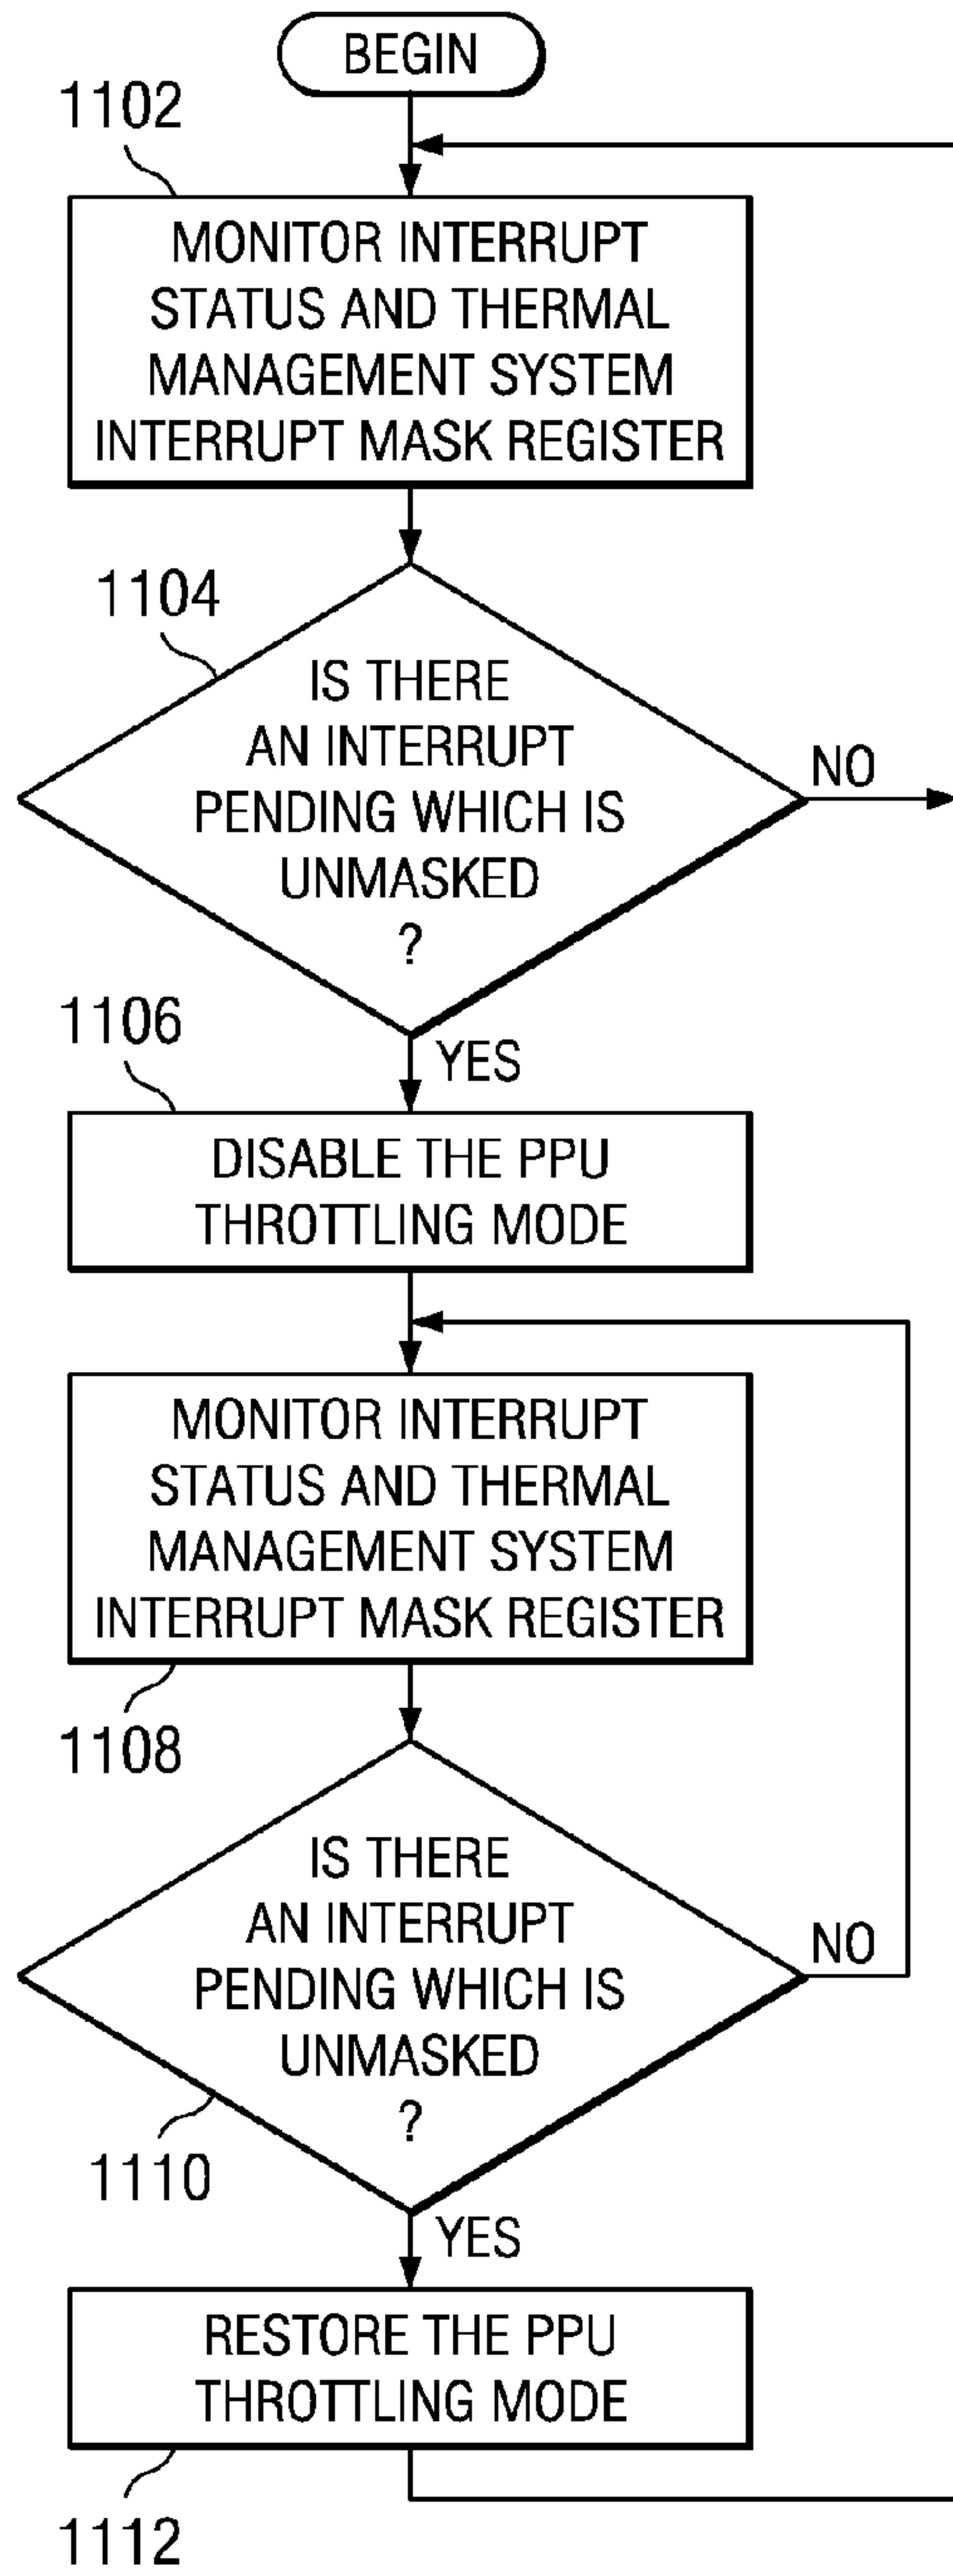 BEGIN
1102
MONITOR INTERRUPT
STATUS AND THERMAL
MANAGEMENT SYSTEM
INTERRUPT MASK REGISTER
1104
IS THERE
AN INTERRUPT
PENDING WHICH IS
UNMASKED
?
NO
YES
1106
DISABLE THE PPU
THROTTLING MODE
MONITOR INTERRUPT
STATUS AND THERMAL
MANAGEMENT SYSTEM
INTERRUPT MASK REGISTER
1108
IS THERE
AN INTERRUPT
PENDING WHICH IS
UNMASKED
?
NO
1110
YES
RESTORE THE PPU
THROTTLING MODE
1112